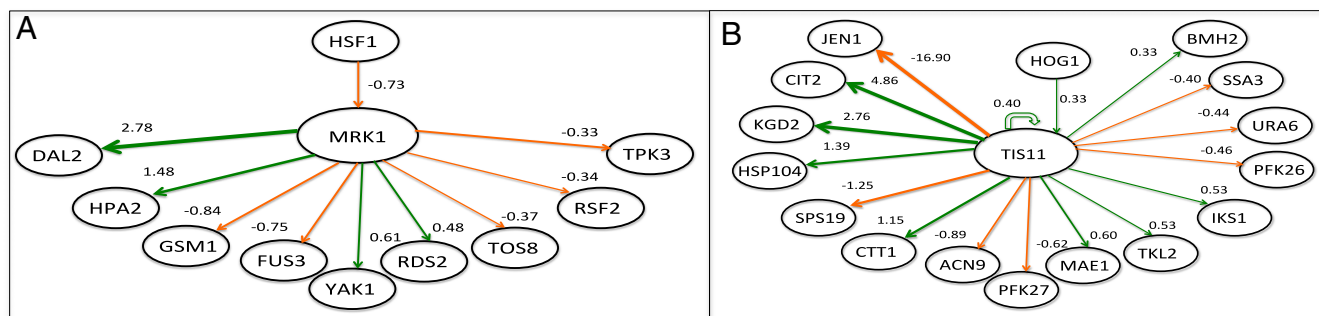 A
HSF1
-0.73
MRK1
2.78
DAL2
1.48
HPA2
-0.84
GSM1
-0.75
FUS3
0.61
YAK1
0.48
RDS2
-0.37
TOS8
-0.34
RSF2
-0.33
TPK3
B
JEN1
-16.90
CIT2
4.86
KGD2
2.76
HSP104
1.39
SPS19
-1.25
CTT1
1.15
ACN9
-0.89
PFK27
-0.62
MAE1
0.60
TKL2
0.53
IKS1
0.53
PFK26
-0.46
URA6
-0.44
SSA3
-0.40
BMH2
0.33
HOG1
0.33
0.40
TIS11